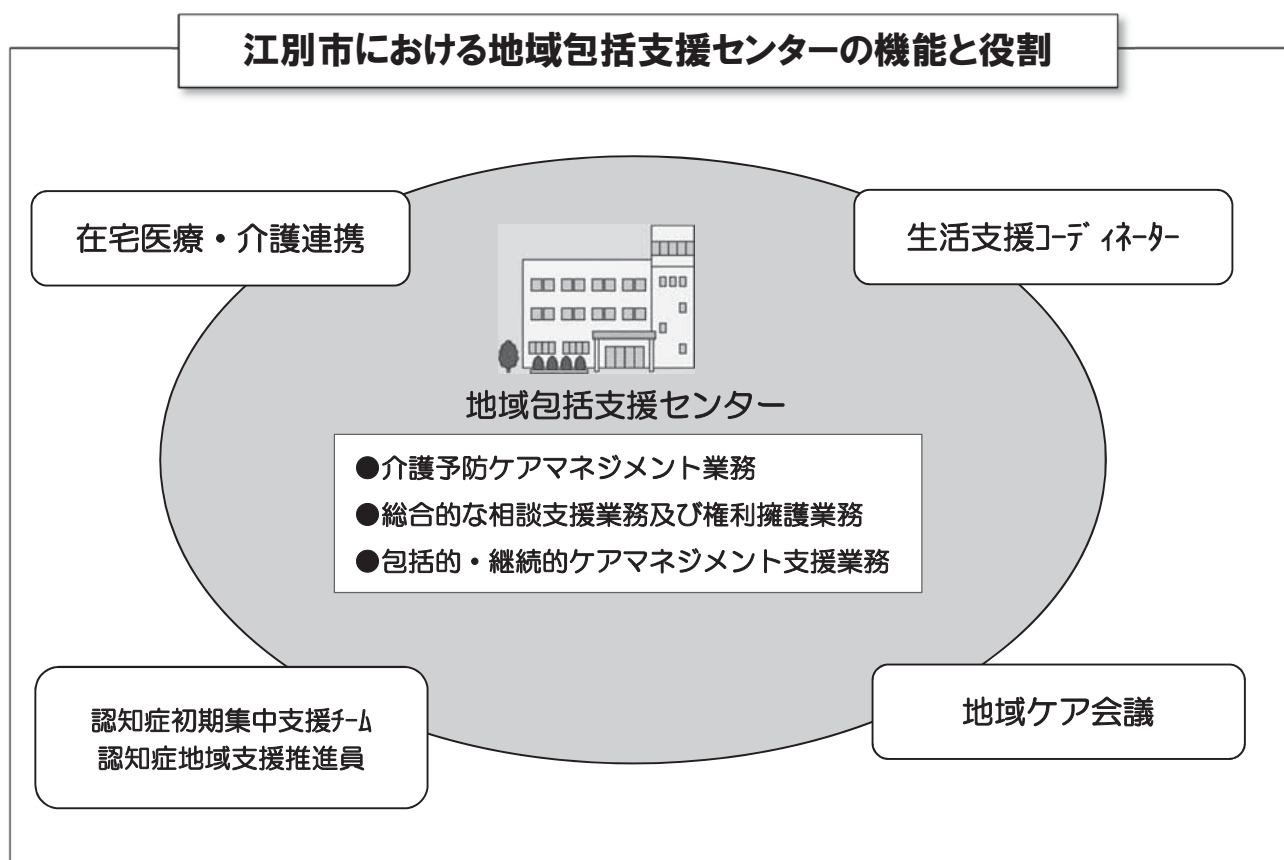 江別市における地域包括支援センターの機能と役割
在宅医療・介護連携
生活支援ｺｰﾃﾞｨﾈｰﾀｰ
地域包括支援センター
●介護予防ケアマネジメント業務
●総合的な相談支援業務及び権利擁護業務
●包括的・継続的ケアマネジメント支援業務
認知症初期集中支援ﾁｰﾑ
認知症地域支援推進員
地域ケア会議